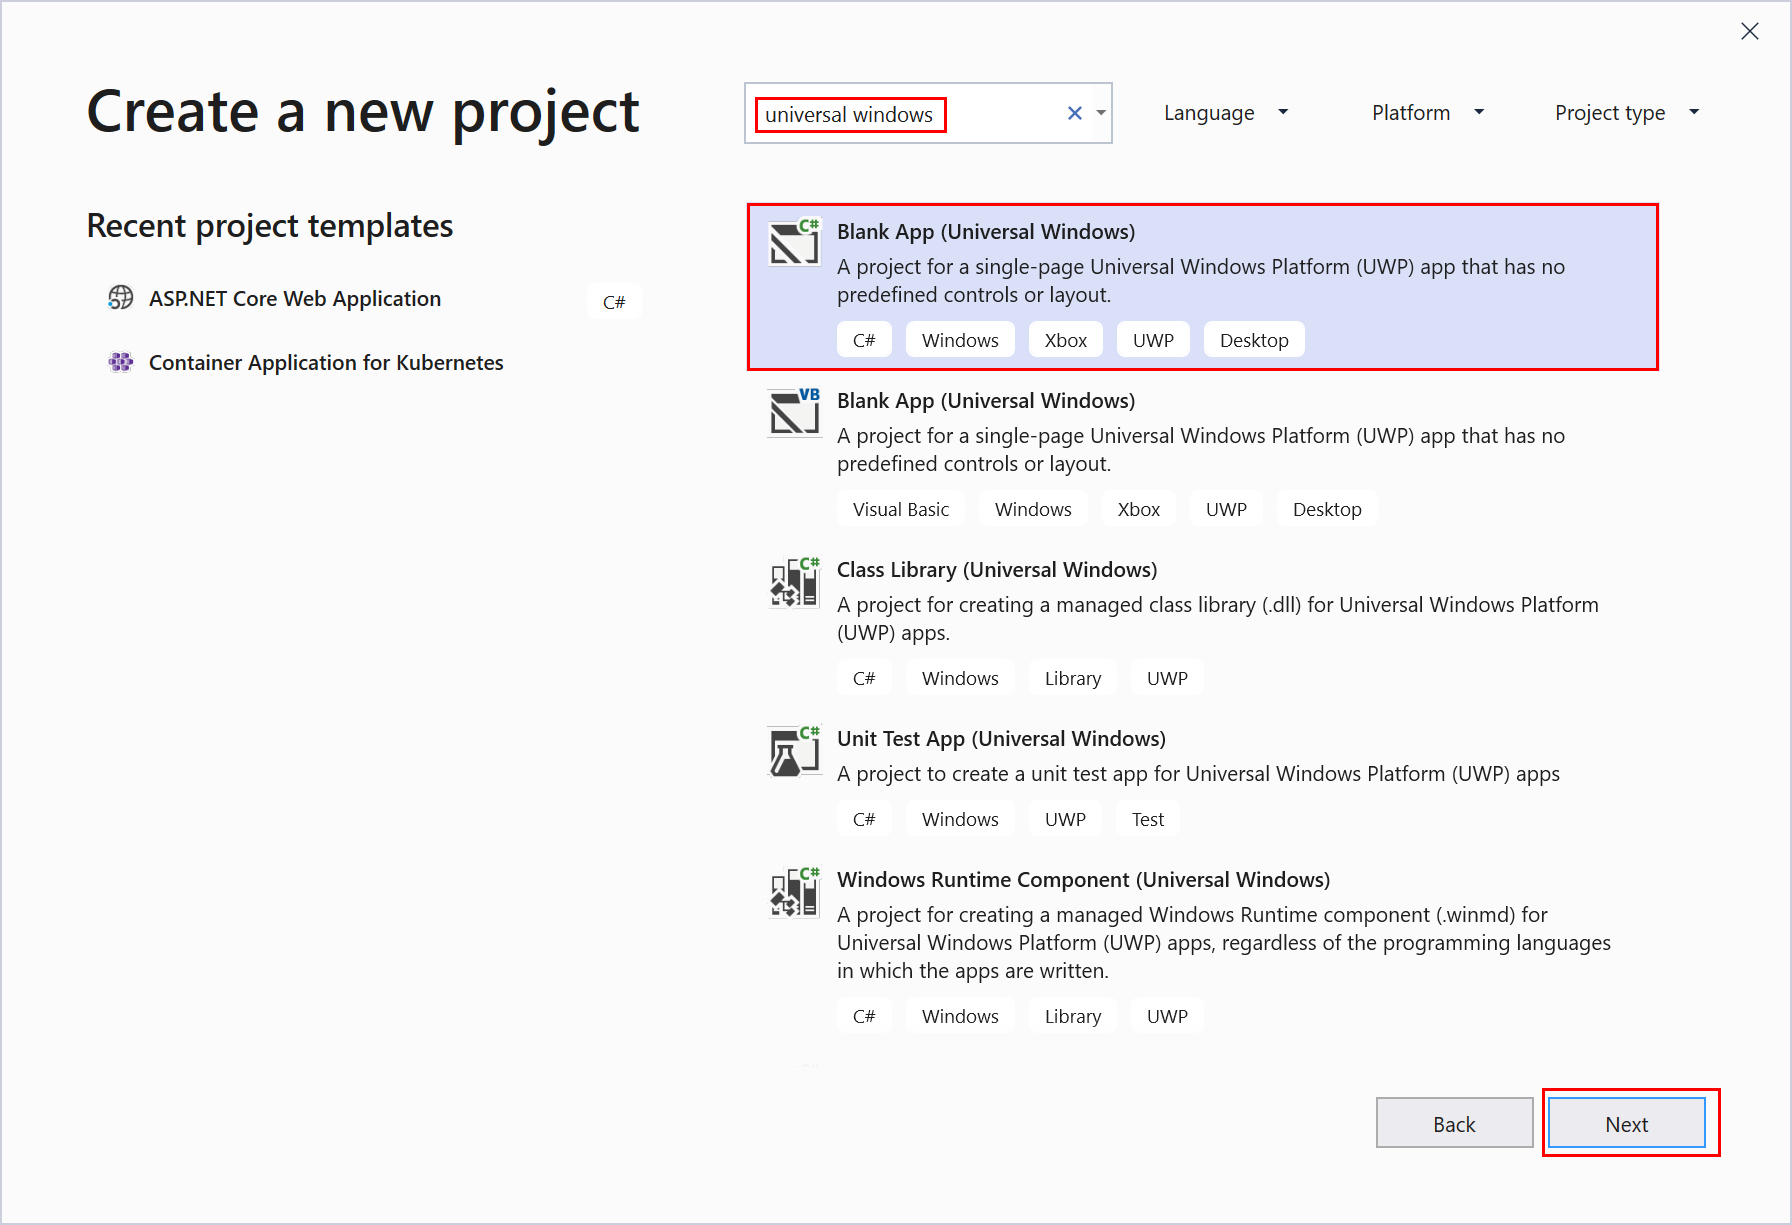 Create a new project
universal windows
Language
Platform
Project type
Recent project templates
ASP.NET Core Web Application
C#
Container Application for Kubernetes
C#
Blank App (Universal Windows)
A project for a single-page Universal Windows Platform (UWP) app that has no
predefined controls or layout.
C# Windows Xbox UWP Desktop
VB
Blank App (Universal Windows)
A project for a single-page Universal Windows Platform (UWP) app that has no
predefined controls or layout.
Visual Basic Windows Xbox UWP Desktop
C#
Class Library (Universal Windows)
A project for creating a managed class library (.dll) for Universal Windows Platform
(UWP) apps.
C# Windows Library UWP
C#
Unit Test App (Universal Windows)
A project to create a unit test app for Universal Windows Platform (UWP) apps
C# Windows UWP Test
C#
Windows Runtime Component (Universal Windows)
A project for creating a managed Windows Runtime component (.winmd) for
Universal Windows Platform (UWP) apps, regardless of the programming languages
in which the apps are written.
C# Windows Library UWP
Back
Next